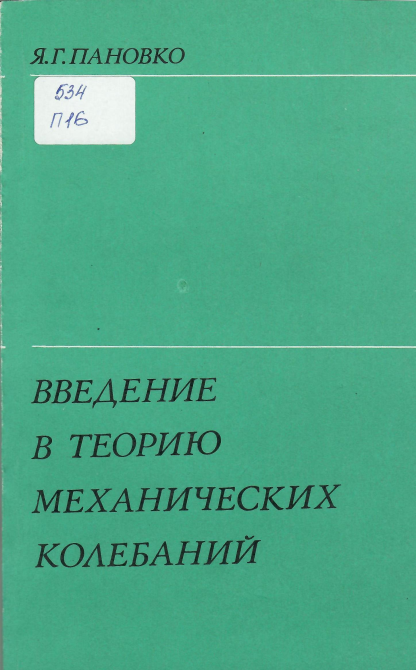 Я.Г.ПАНОВКО
534
П16
ВВЕДЕНИЕ
В ТЕОРИЮ
МЕХАНИЧЕСКИХ
КОЛЕБАНИЙ